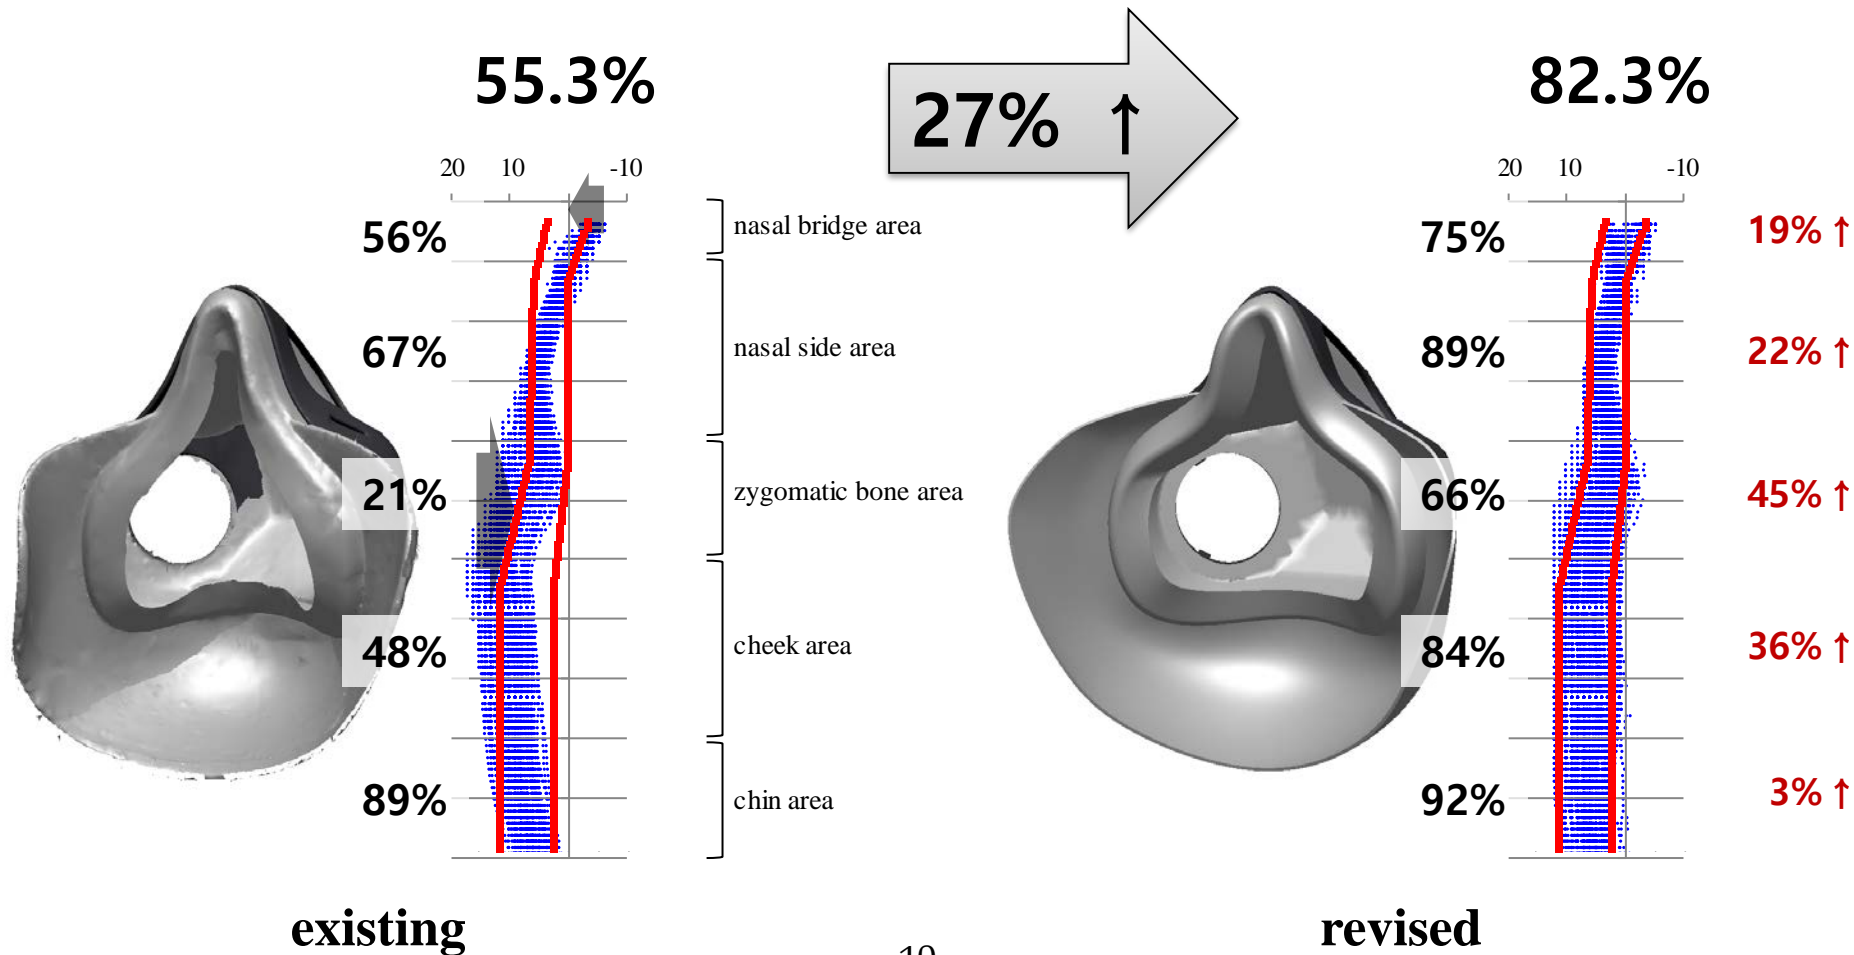 55.3%
27% ↑
82.3%
20 10 -10
20 10 -10
56%
nasal bridge area
75%
19% ↑
67%
nasal side area
89%
22% ↑
21%
zygomatic bone area
66%
45% ↑
48%
cheek area
84%
36% ↑
89%
chin area
92%
3% ↑
existing
revised